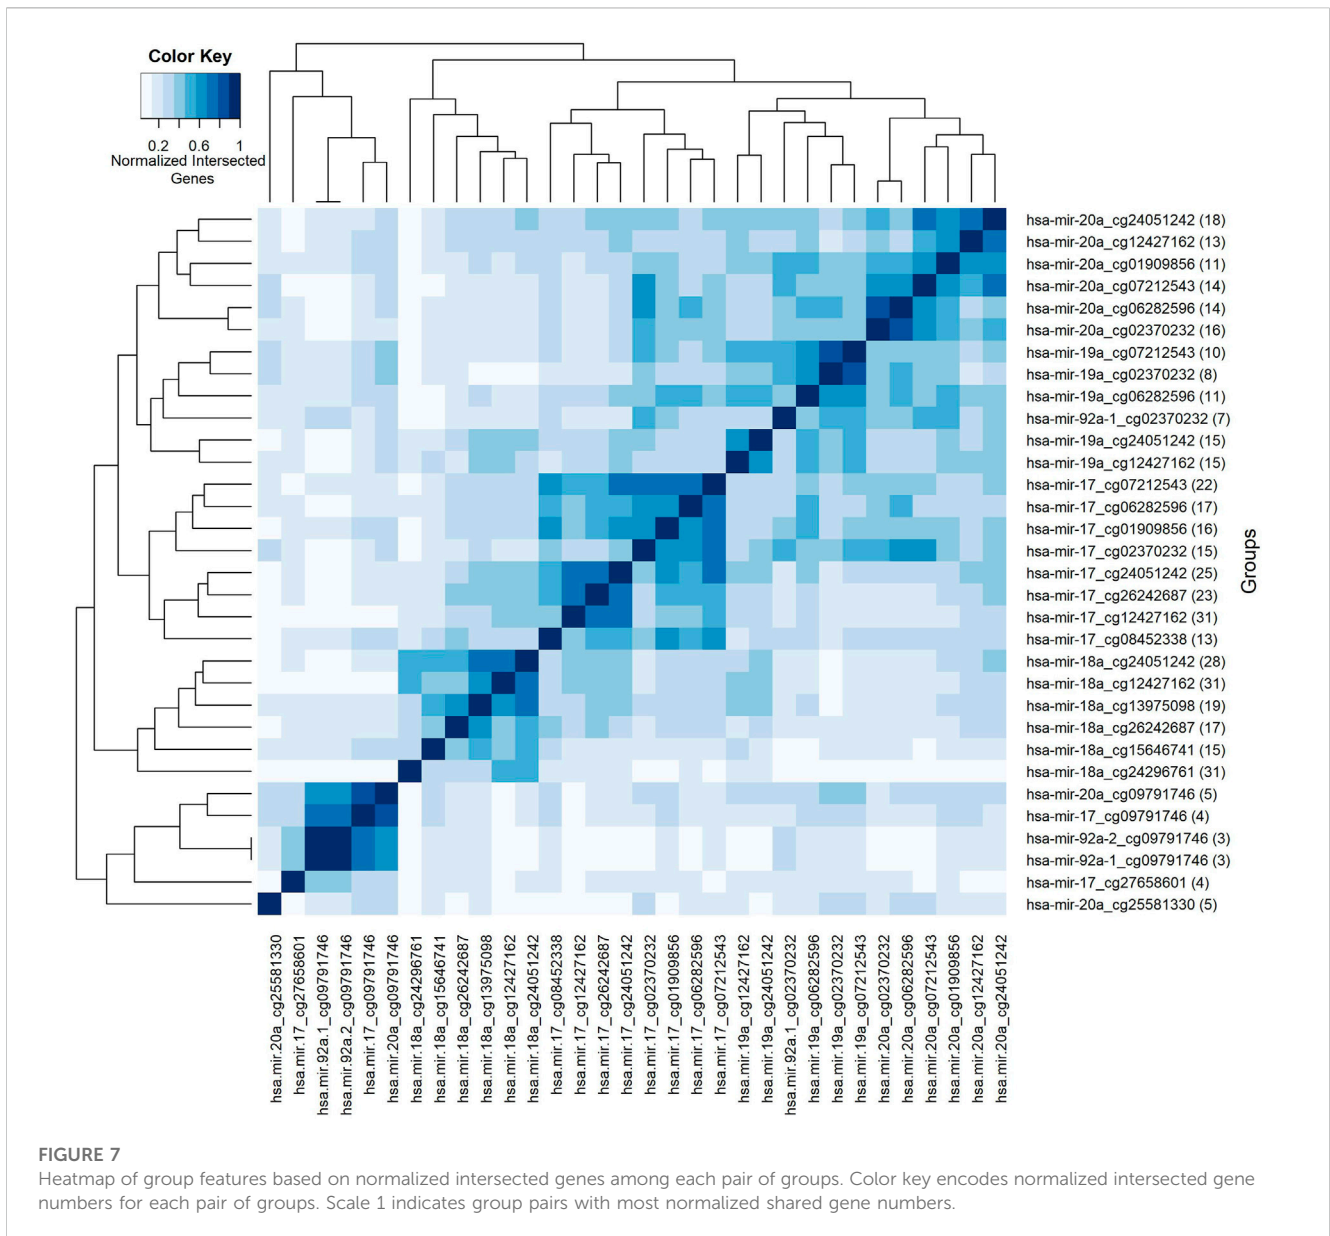 Color Key
0.2 0.6 1
Normalized Intersected
Genes
hsa-mir-20a_cg24051242 (18)
hsa-mir-20a_cg12427162 (13)
hsa-mir-20a_cg01909856 (11)
hsa-mir-20a_cg07212543 (14)
hsa-mir-20a_cg06282596 (14)
hsa-mir-20a_cg02370232 (16)
hsa-mir-19a_cg07212543 (10)
hsa-mir-19a_cg02370232 (8)
hsa-mir-19a_cg06282596 (11)
hsa-mir-92a-1_cg02370232 (7)
hsa-mir-19a_cg24051242 (15)
hsa-mir-19a_cg12427162 (15)
hsa-mir-17_cg07212543 (22)
hsa-mir-17_cg06282596 (17)
hsa-mir-17_cg01909856 (16)
hsa-mir-17_cg02370232 (15)
hsa-mir-17_cg24051242 (25)
hsa-mir-17_cg26242687 (23)
hsa-mir-17_cg12427162 (31)
hsa-mir-17_cg08452338 (13)
hsa-mir-18a_cg24051242 (28)
hsa-mir-18a_cg12427162 (31)
hsa-mir-18a_cg13975098 (19)
hsa-mir-18a_cg26242687 (17)
hsa-mir-18a_cg15646741 (15)
hsa-mir-18a_cg24296761 (31)
hsa-mir-20a_cg09791746 (5)
hsa-mir-17_cg09791746 (4)
hsa-mir-92a-2_cg09791746 (3)
hsa-mir-92a-1_cg09791746 (3)
hsa-mir-17_cg27658601 (4)
hsa-mir-20a_cg25581330 (5)
Groups
hsa.mir.20a_cg25581330
hsa.mir.17_cg27658601
hsa.mir.92a.1_cg09791746
hsa.mir.92a.2_cg09791746
hsa.mir.17_cg09791746
hsa.mir.20a_cg09791746
hsa.mir.18a_cg24296761
hsa.mir.18a_cg15646741
hsa.mir.18a_cg26242687
hsa.mir.18a_cg13975098
hsa.mir.18a_cg12427162
hsa.mir.18a_cg24051242
hsa.mir.17_cg08452338
hsa.mir.17_cg12427162
hsa.mir.17_cg26242687
hsa.mir.17_cg24051242
hsa.mir.17_cg02370232
hsa.mir.17_cg01909856
hsa.mir.17_cg06282596
hsa.mir.17_cg07212543
hsa.mir.19a_cg12427162
hsa.mir.19a_cg24051242
hsa.mir.92a.1_cg02370232
hsa.mir.19a_cg06282596
hsa.mir.19a_cg02370232
hsa.mir.19a_cg07212543
hsa.mir.20a_cg02370232
hsa.mir.20a_cg06282596
hsa.mir.20a_cg07212543
hsa.mir.20a_cg01909856
hsa.mir.20a_cg12427162
hsa.mir.20a_cg24051242
FIGURE 7
Heatmap of group features based on normalized intersected genes among each pair of groups. Color key encodes normalized intersected gene
numbers for each pair of groups. Scale 1 indicates group pairs with most normalized shared gene numbers.